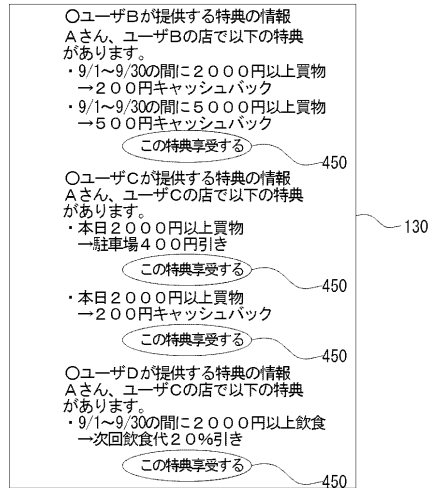 〇ユーザBが提供する特典の情報
Aさん、ユーザBの店で以下の特典
があります。
・9/1～9/30の間に2000円以上買物
→200円キャッシュバック
・9/1～9/30の間に5000円以上買物
→500円キャッシュバック
この特典享受する
450
〇ユーザCが提供する特典の情報
Aさん、ユーザCの店で以下の特典
があります。
・本日2000円以上買物
→駐車場400円引き
130
この特典享受する
450
・本日2000円以上買物
→200円キャッシュバック
この特典享受する
450
〇ユーザDが提供する特典の情報
Aさん、ユーザCの店で以下の特典
があります。
・9/1～9/30の間に2000円以上飲食
→次回飲食代20%引き
この特典享受する
450